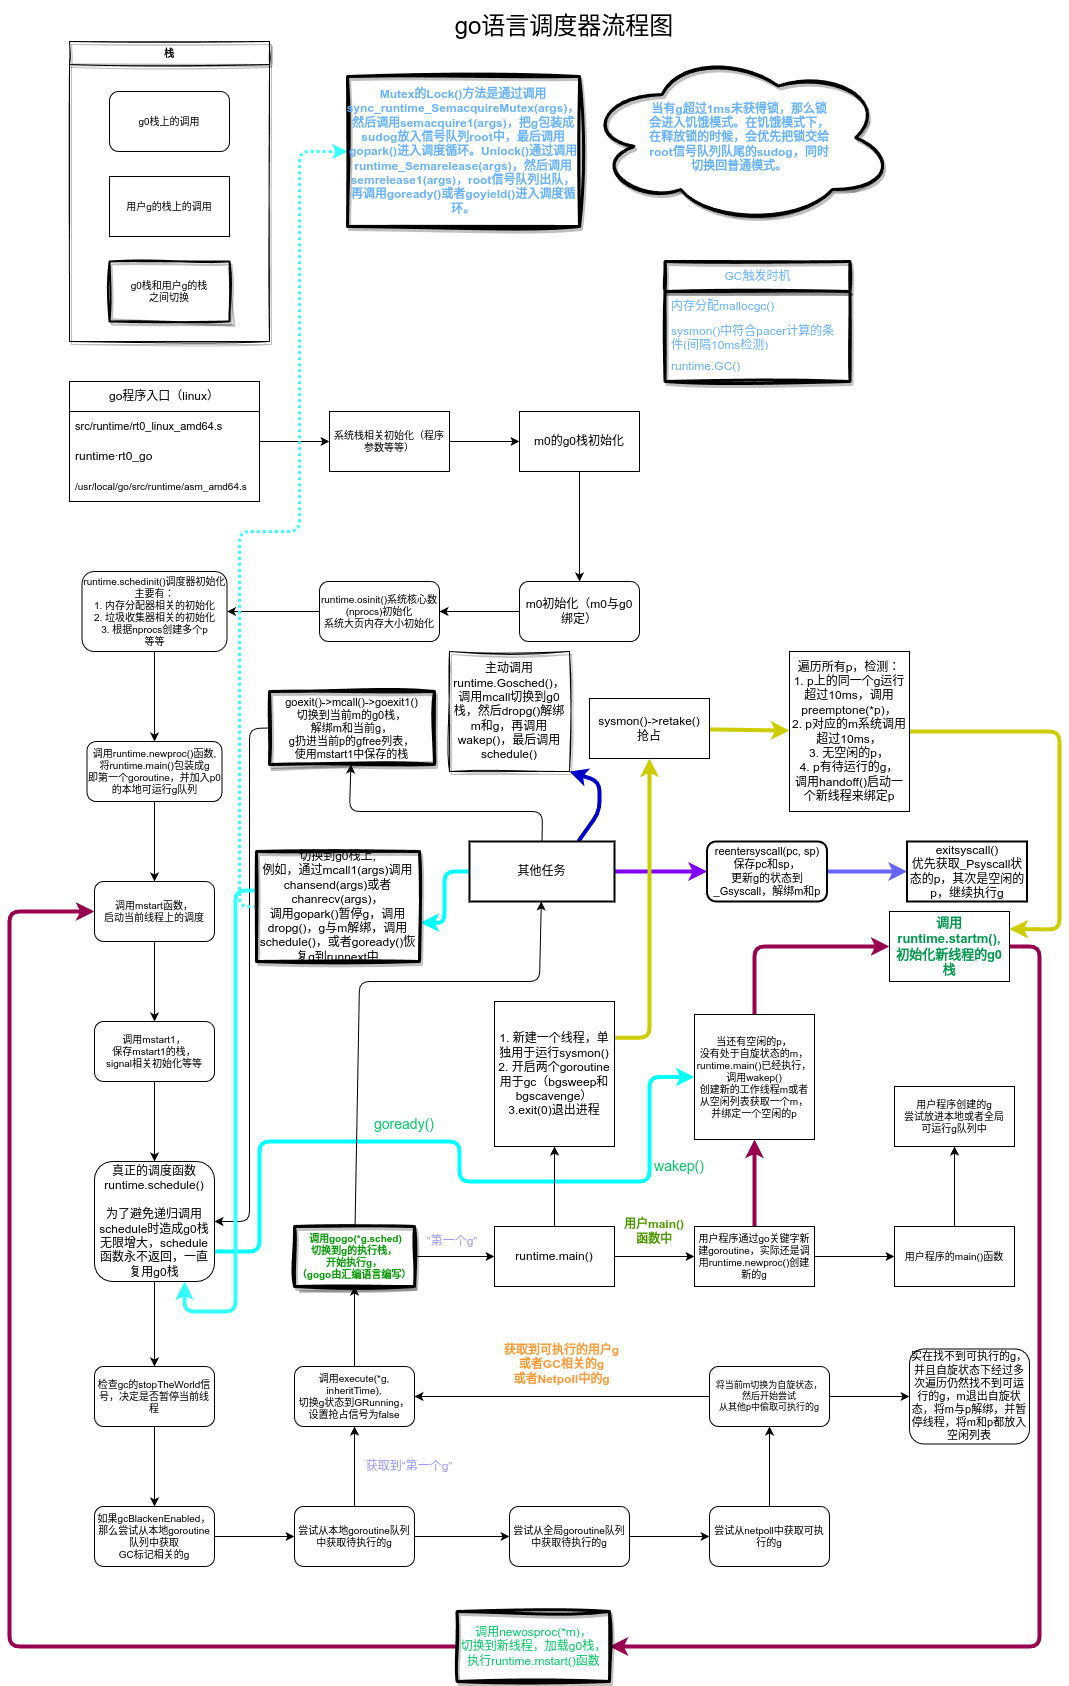 go语言调度器流程图
栈
g0栈上的调用
用户g的栈上的调用
g0栈和用户g的栈
之间切换
Mutex的Lock()方法是通过调用
sync_runtime_SemacquireMutex(args)，
然后调用semacquire1(args)，把g包装成
sudog放入信号队列root中，最后调用
gopark()进入调度循环。Unlock()通过调用
runtime_Semarelease(args)，然后调用
semrelease1(args)，root信号队列出队，
再调用goready()或者goyield()进入调度循
环。
当有g超过1ms未获得锁，那么锁
会进入饥饿模式。在饥饿模式下，
在释放锁的时候，会优先把锁交给
root信号队列队尾的sudog，同时
切换回普通模式。
GC触发时机
内存分配mallocgc()
sysmon()中符合pacer计算的条
件(间隔10ms检测)
runtime.GC()
go程序入口（linux）
src/runtime/rt0_linux_amd64.s
runtime·rt0_go
/usr/local/go/src/runtime/asm_amd64.s
系统栈相关初始化（程序
参数等等）
m0的g0栈初始化
runtime.schedinit()调度器初始化
主要有：
1. 内存分配器相关的初始化
2. 垃圾收集器相关的初始化
3. 根据nprocs创建多个p
等等
runtime.osinit()系统核心数
(nprocs)初始化
系统大页内存大小初始化
m0初始化（m0与g0
绑定）
goexit()->mcall()->goexit1()
切换到当前m的g0栈，
解绑m和当前g，
g扔进当前p的gfree列表，
使用mstart1中保存的栈
主动调用
runtime.Gosched()，
调用mcall切换到g0
栈，然后dropg()解绑
m和g，再调用
wakep()，最后调用
schedule()
sysmon()->retake()
抢占
遍历所有p，检测：
1. p上的同一个g运行
超过10ms，调用
preemptone(*p)，
2. p对应的m系统调用
超过10ms，
3. 无空闲的p，
4. p有待运行的g，
调用handoff()启动一
个新线程来绑定p
调用runtime.newproc()函数，
将runtime.main()包装成g
即第一个goroutine，并加入p0
的本地可运行g队列
切换到g0栈上,
例如，通过mcall1(args)调用
chansend(args)或者
chanrecv(args)，
调用gopark()暂停g，调用
dropg()，g与m解绑，调用
schedule()，或者goready()恢
复g到runnext中
其他任务
reentersyscall(pc, sp)
保存pc和sp，
更新g的状态到
_Gsyscall，解绑m和p
exitsyscall()
优先获取_Psyscall状
态的p，其次是空闲的
p，继续执行g
调用
runtime.startm(),
初始化新线程的g0
栈
调用mstart函数，
启动当前线程上的调度
调用mstart1，
保存mstart1的栈，
signal相关初始化等等
1. 新建一个线程，单
独用于运行sysmon()
2. 开启两个goroutine
用于gc（bgsweep和
bgscavenge）
3.exit(0)退出进程
当还有空闲的p，
没有处于自旋状态的m，
runtime.main()已经执行，
调用wakep()
创建新的工作线程m或者
从空闲列表获取一个m，
并绑定一个空闲的p
用户程序创建的g
尝试放进本地或者全局
可运行g队列中
goready()
wakep()
真正的调度函数
runtime.schedule()
为了避免递归调用
schedule时造成g0栈
无限增大，schedule
函数永不返回，一直
复用g0栈
调用gogo(*g.sched)
切换到g的执行栈，
开始执行g，
（gogo由汇编语言编写）
“第一个g”
runtime.main()
用户main()
函数中
用户程序通过go关键字新
建goroutine，实际还是调
用runtime.newproc()创建
新的g
用户程序的main()函数
检查gc的stopTheWorld信
号，决定是否暂停当前线
程
调用execute(*g,
inheritTime),
切换g状态到GRunning，
设置抢占信号为false
获取到可执行的用户g
或者GC相关的g
或者Netpoll中的g
将当前m切换为自旋状态，
然后开始尝试
从其他p中偷取可执行的g
实在找不到可执行的g，
并且自旋状态下经过多
次遍历仍然找不到可运
行的g，m退出自旋状
态，将m与p解绑，并暂
停线程，将m和p都放入
空闲列表
获取到“第一个g”
如果gcBlackenEnabled，
那么尝试从本地goroutine
队列中获取
GC标记相关的g
尝试从本地goroutine队列
中获取待执行的g
尝试从全局goroutine队列
中获取待执行的g
尝试从netpoll中获取可执
行的g
调用newosproc(*m)，
切换到新线程，加载g0栈，
执行runtime.mstart()函数